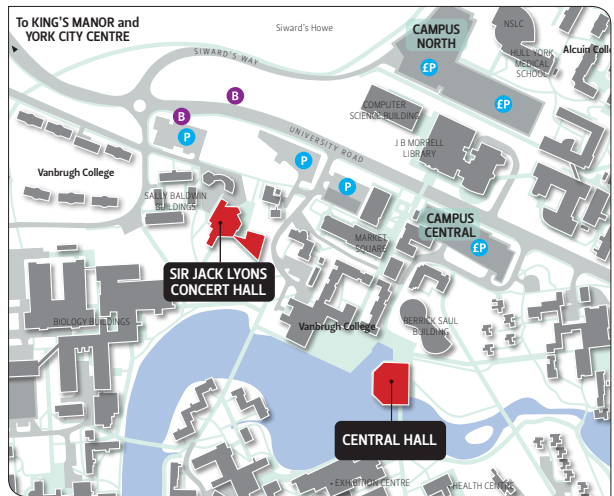 To KING'S MANOR and
YORK CITY CENTRE
Siward's Howe
SIWARD'S WAY
CAMPUS
NORTH
NSLC
HULL YORK
MEDICAL
SCHOOL
£P
£P
B
B
P
COMPUTER
SCIENCE BUILDING
UNIVERSITY ROAD
J B MORRELL
LIBRARY
P
P
Vanbrugh College
SALLY BALDWIN
BUILDINGS
CAMPUS
CENTRAL
£P
MARKET
SQUARE
SIR JACK LYONS
CONCERT HALL
BIOLOGY BUILDINGS
Vanbrugh College
BERRICK SAUL
BUILDING
CENTRAL HALL
EXHIBITION CENTRE
HEALTH CENTRE